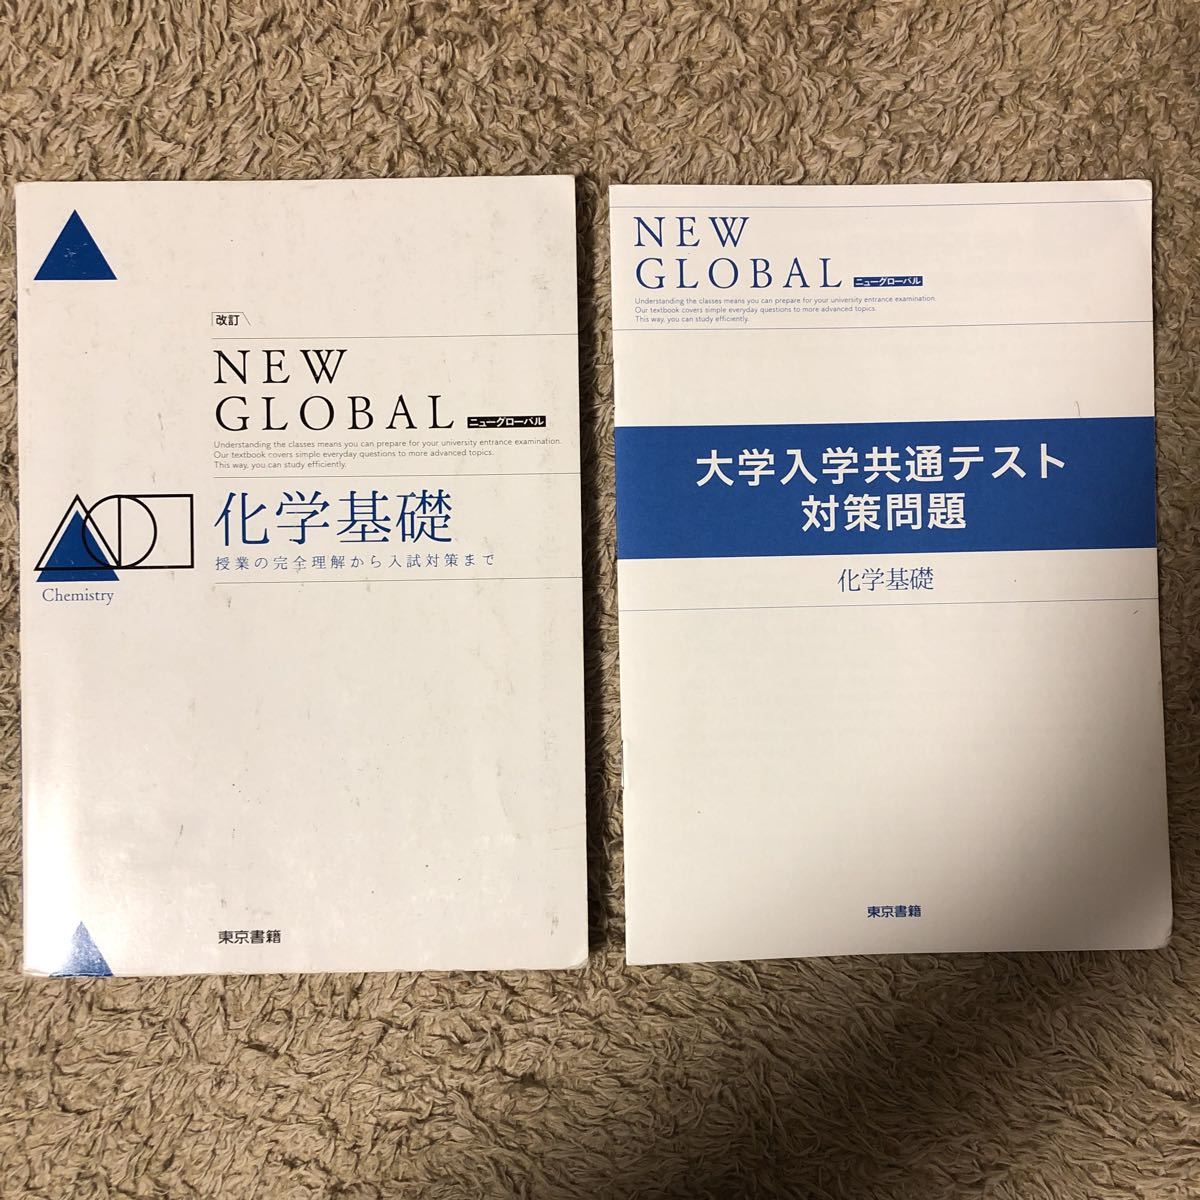 改訂
NEW
GLOBAL ニューグローバル
Understanding the classes means you can prepare for your university entrance examination.
Our textbook covers simple everyday questions to more advanced topics.
This way, you can study efficiently.
化学基礎
授業の完全理解から入試対策まで
Chemistry
東京書籍
NEW
GLOBAL ニューグローバル
Understanding the classes means you can prepare for your university entrance examination.
Our textbook covers simple everyday questions to more advanced topics.
This way, you can study efficiently.
大学入学共通テスト
対策問題
化学基礎
東京書籍